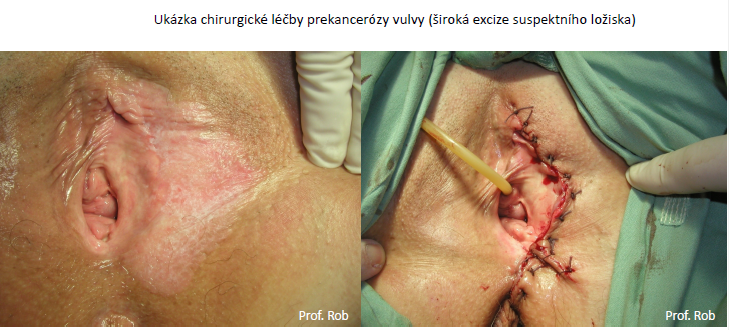 Ukázka chirurgické léčby prekancerózy vulvy (široká excize suspektního ložiska)
Prof. Rob
Prof. Rob